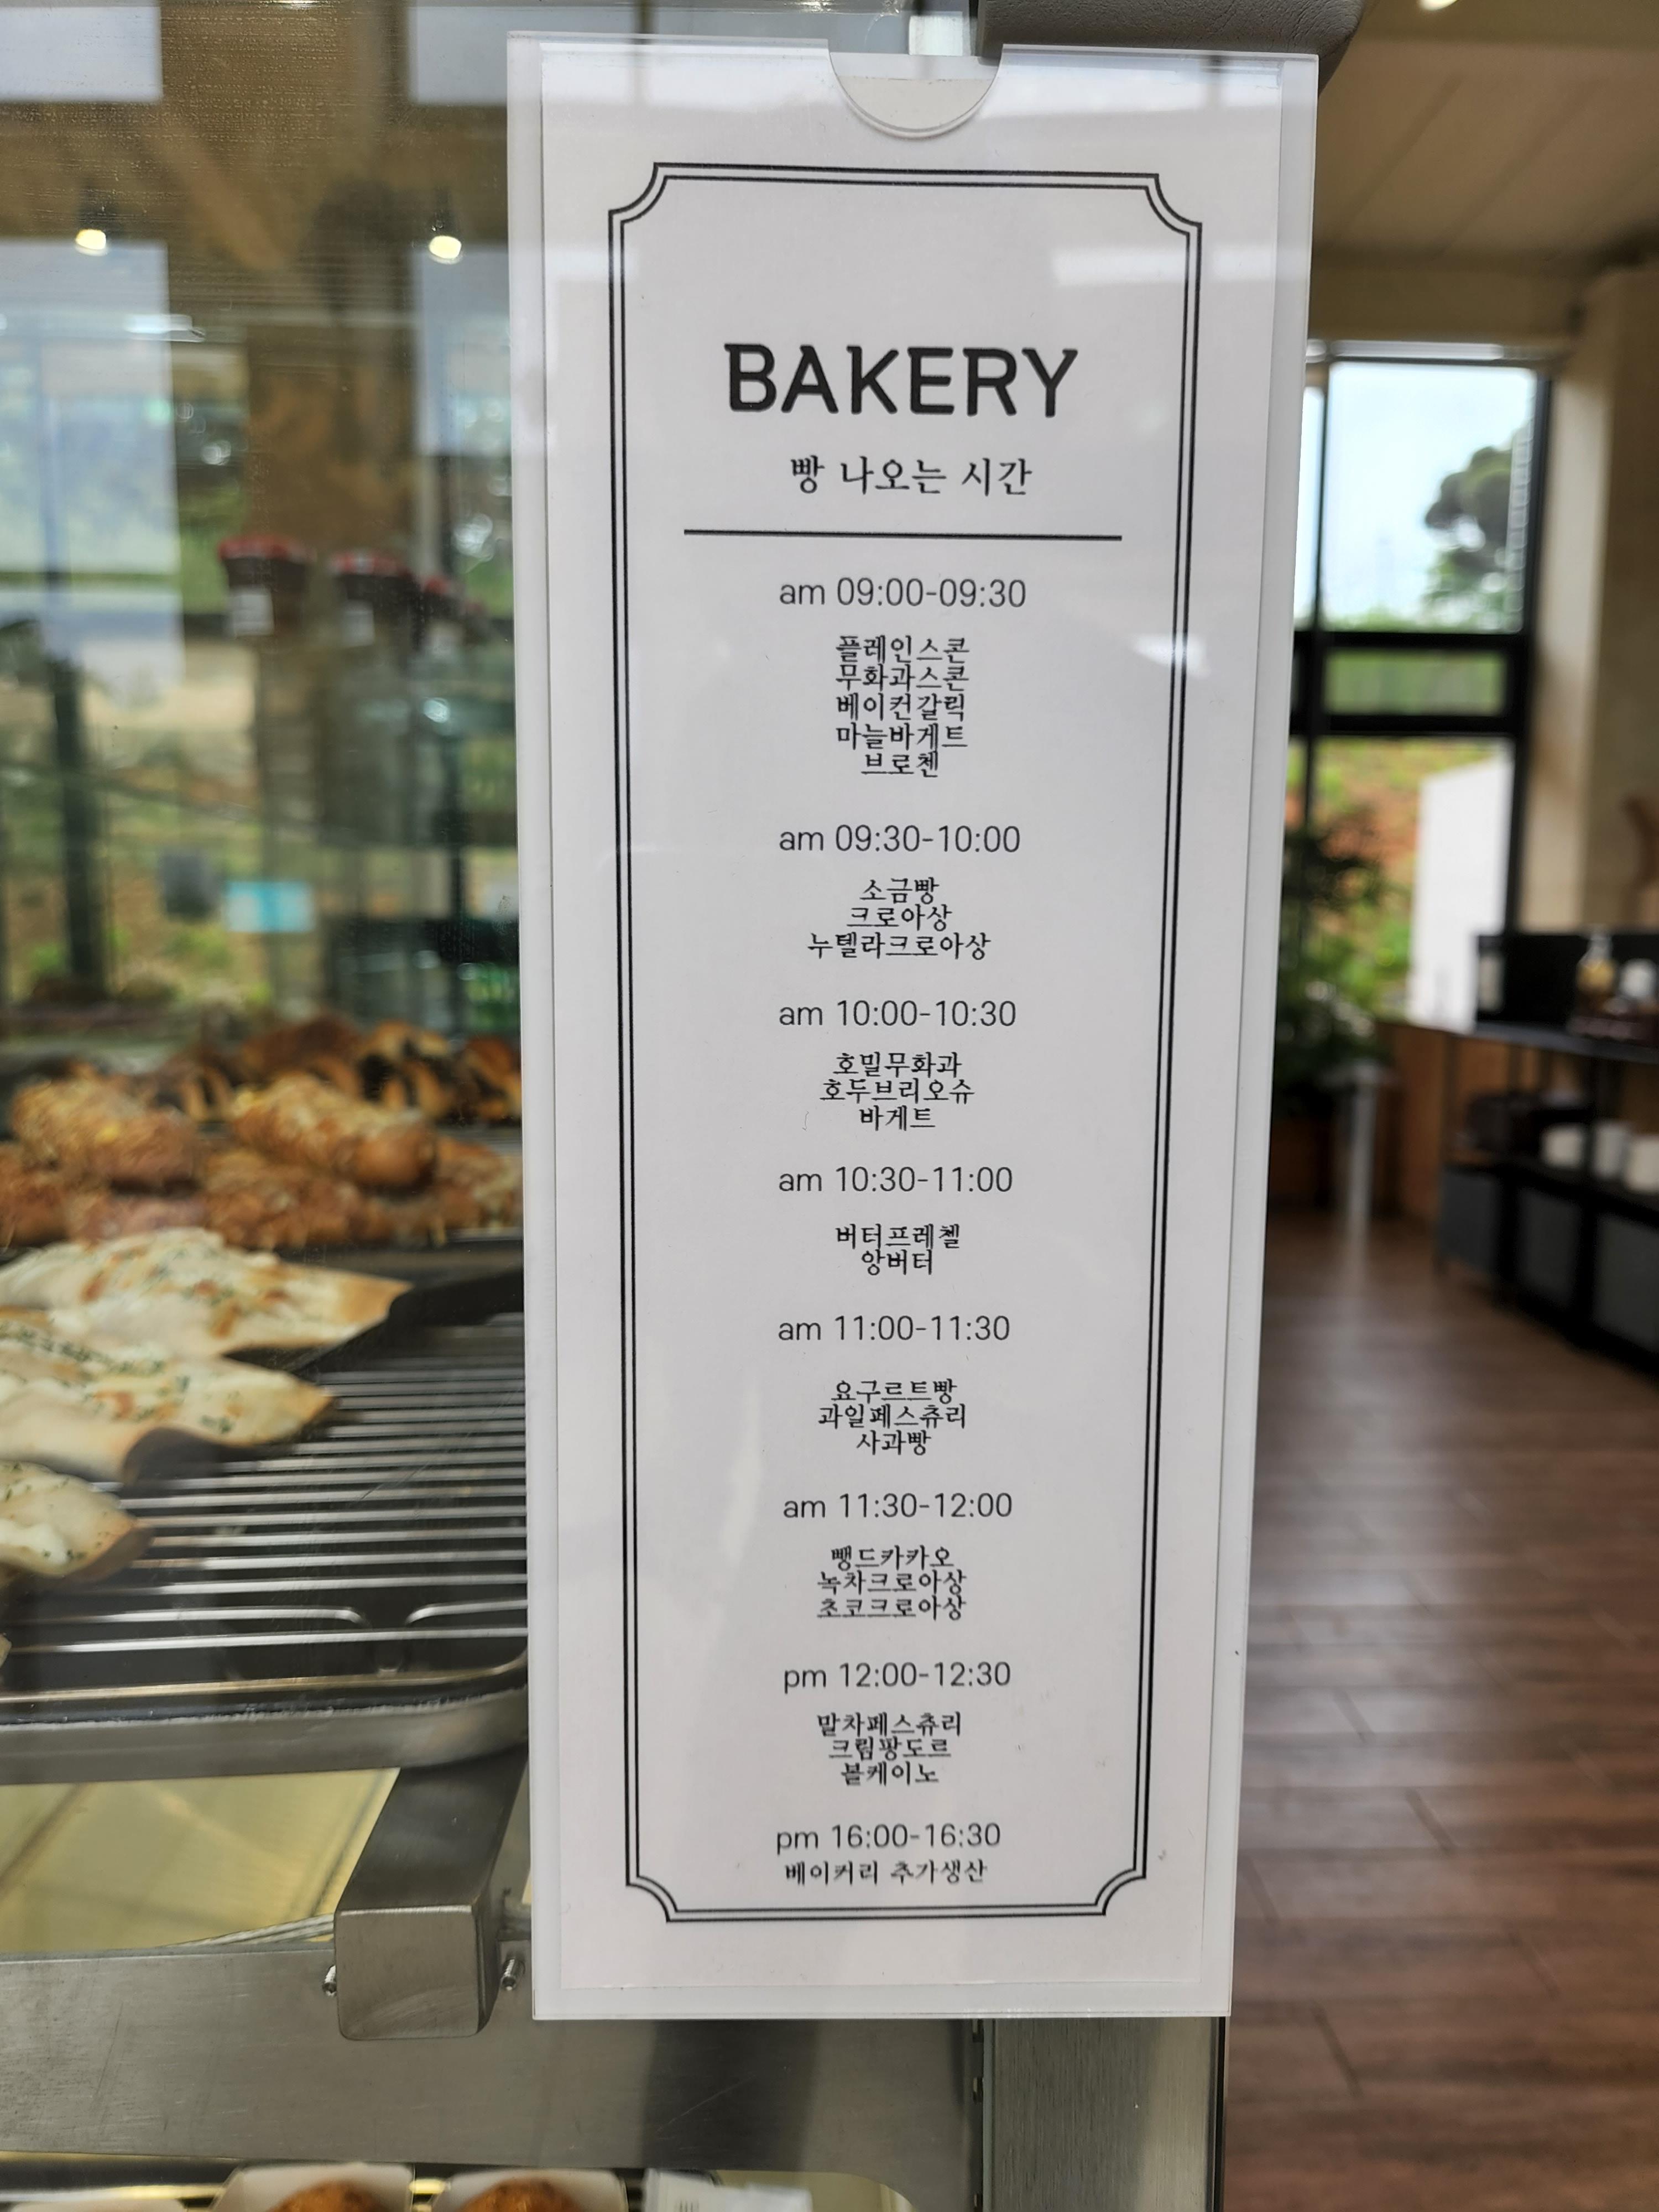 BAKERY
빵 나오는 시간
am 09:00-09:30
플레인스콘
무화과스콘
베이컨갈릭
마늘바게트
브로첸
am 09:30-10:00
소금빵
크로아상
누텔라크로아상
am 10:00-10:30
호밀무화과
호두브리오슈
바게트
am 10:30-11:00
버터프레첼
앙버터
am 11:00-11:30
요구르트빵
과일페스츄리
사과빵
am 11:30-12:00
뺑드카카오
녹차크로아상
초코크로아상
pm 12:00-12:30
말차페스츄리
크림팡도르
볼케이노
pm 16:00-16:30
베이커리 추가생산